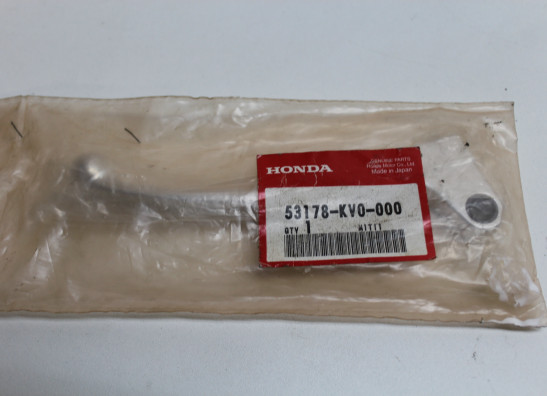 HONDA
GENUINE PARTS
Honda Motor Co., Ltd.
Made in Japan
53178-KV0-000
QTY 1